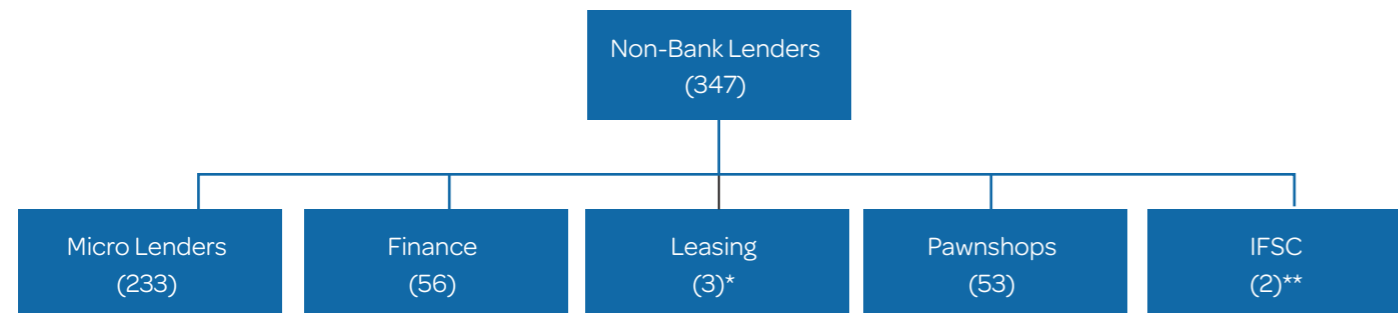 Non-Bank Lenders
(347)
Micro Lenders
(233)
Finance
(56)
Leasing
(3)*
Pawnshops
(53)
IFSC
(2)**